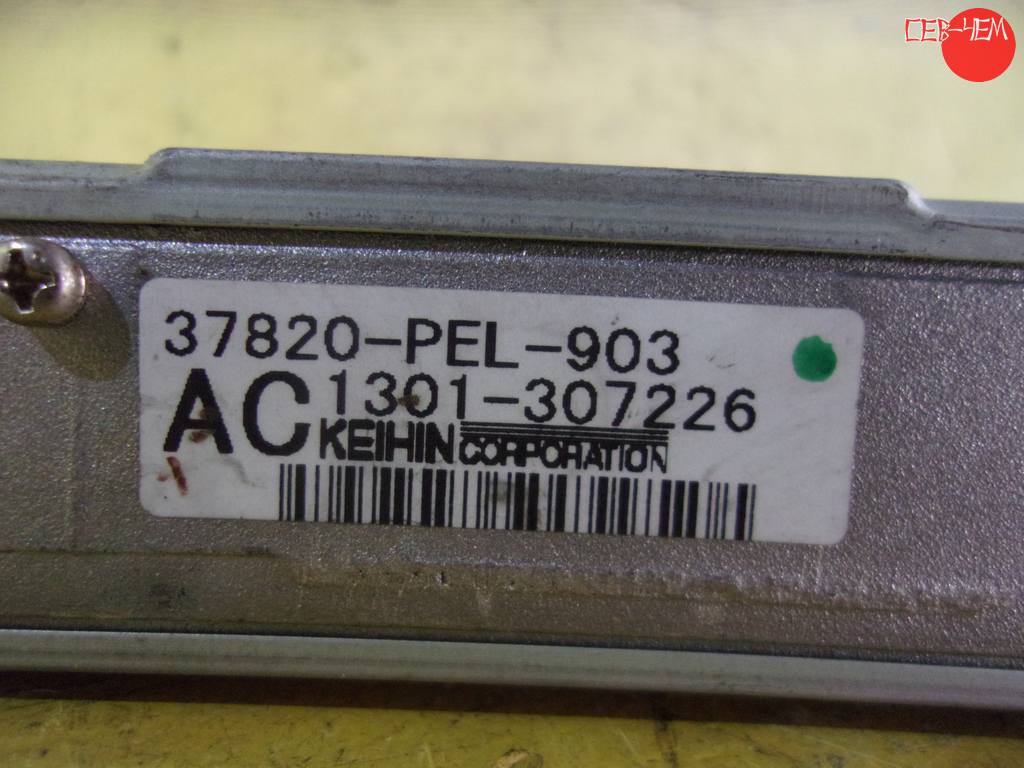 СЕВ-ЧЕМ
37820-PEL-903
AC 1301-307226
KEIHIN CORPORATION